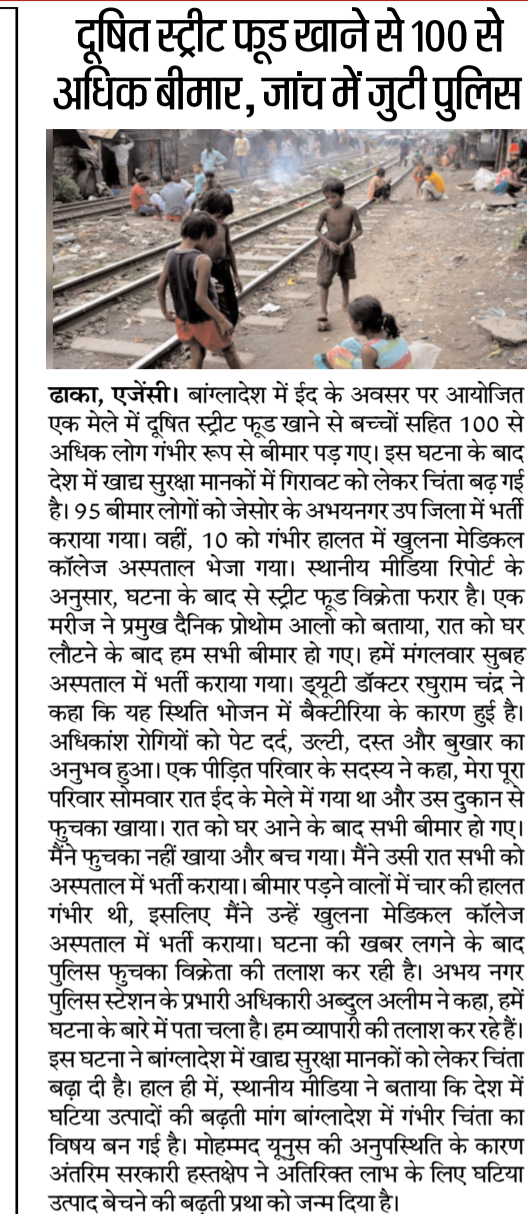 दूषित स्ट्रीट फूड खाने से 100 से
अधिक बीमार, जांच में जुटी पुलिस
ढाका, एजेंसी। बांग्लादेश में ईद के अवसर पर आयोजित
एक मेले में दूषित स्ट्रीट फूड खाने से बच्चों सहित 100 से
अधिक लोग गंभीर रूप से बीमार पड़ गए। इस घटना के बाद
देश में खाद्य सुरक्षा मानकों में गिरावट को लेकर चिंता बढ़ गई
है। 95 बीमार लोगों को जेसोर के अभयनगर उप जिला में भर्ती
कराया गया। वहीं, 10 को गंभीर हालत में खुलना मेडिकल
कॉलेज अस्पताल भेजा गया। स्थानीय मीडिया रिपोर्ट के
अनुसार, घटना के बाद से स्ट्रीट फूड विक्रेता फरार है। एक
मरीज ने प्रमुख दैनिक प्रोथोम आलो को बताया, रात को घर
लौटने के बाद हम सभी बीमार हो गए। हमें मंगलवार सुबह
अस्पताल में भर्ती कराया गया। ड्यूटी डॉक्टर रघुराम चंद्र ने
कहा कि यह स्थिति भोजन में बैक्टीरिया के कारण हुई है।
अधिकांश रोगियों को पेट दर्द, उल्टी, दस्त और बुखार का
अनुभव हुआ। एक पीड़ित परिवार के सदस्य ने कहा, मेरा पूरा
परिवार सोमवार रात ईद के मेले में गया था और उस दुकान से
फुचका खाया। रात को घर आने के बाद सभी बीमार हो गए।
मैंने फुचका नहीं खाया और बच गया। मैंने उसी रात सभी को
अस्पताल में भर्ती कराया। बीमार पड़ने वालों में चार की हालत
गंभीर थी, इसलिए मैंने उन्हें खुलना मेडिकल कॉलेज
अस्पताल में भर्ती कराया। घटना की खबर लगने के बाद
पुलिस फुचका विक्रेता की तलाश कर रही है। अभय नगर
पुलिस स्टेशन के प्रभारी अधिकारी अब्दुल अलीम ने कहा, हमें
घटना के बारे में पता चला है। हम व्यापारी की तलाश कर रहे हैं।
इस घटना ने बांग्लादेश में खाद्य सुरक्षा मानकों को लेकर चिंता
बढ़ा दी है। हाल ही में, स्थानीय मीडिया ने बताया कि देश में
घटिया उत्पादों की बढ़ती मांग बांग्लादेश में गंभीर चिंता का
विषय बन गई है। मोहम्मद यूनुस की अनुपस्थिति के कारण
अंतरिम सरकारी हस्तक्षेप ने अतिरिक्त लाभ के लिए घटिया
उत्पाद बेचने की बढ़ती प्रथा को जन्म दिया है।